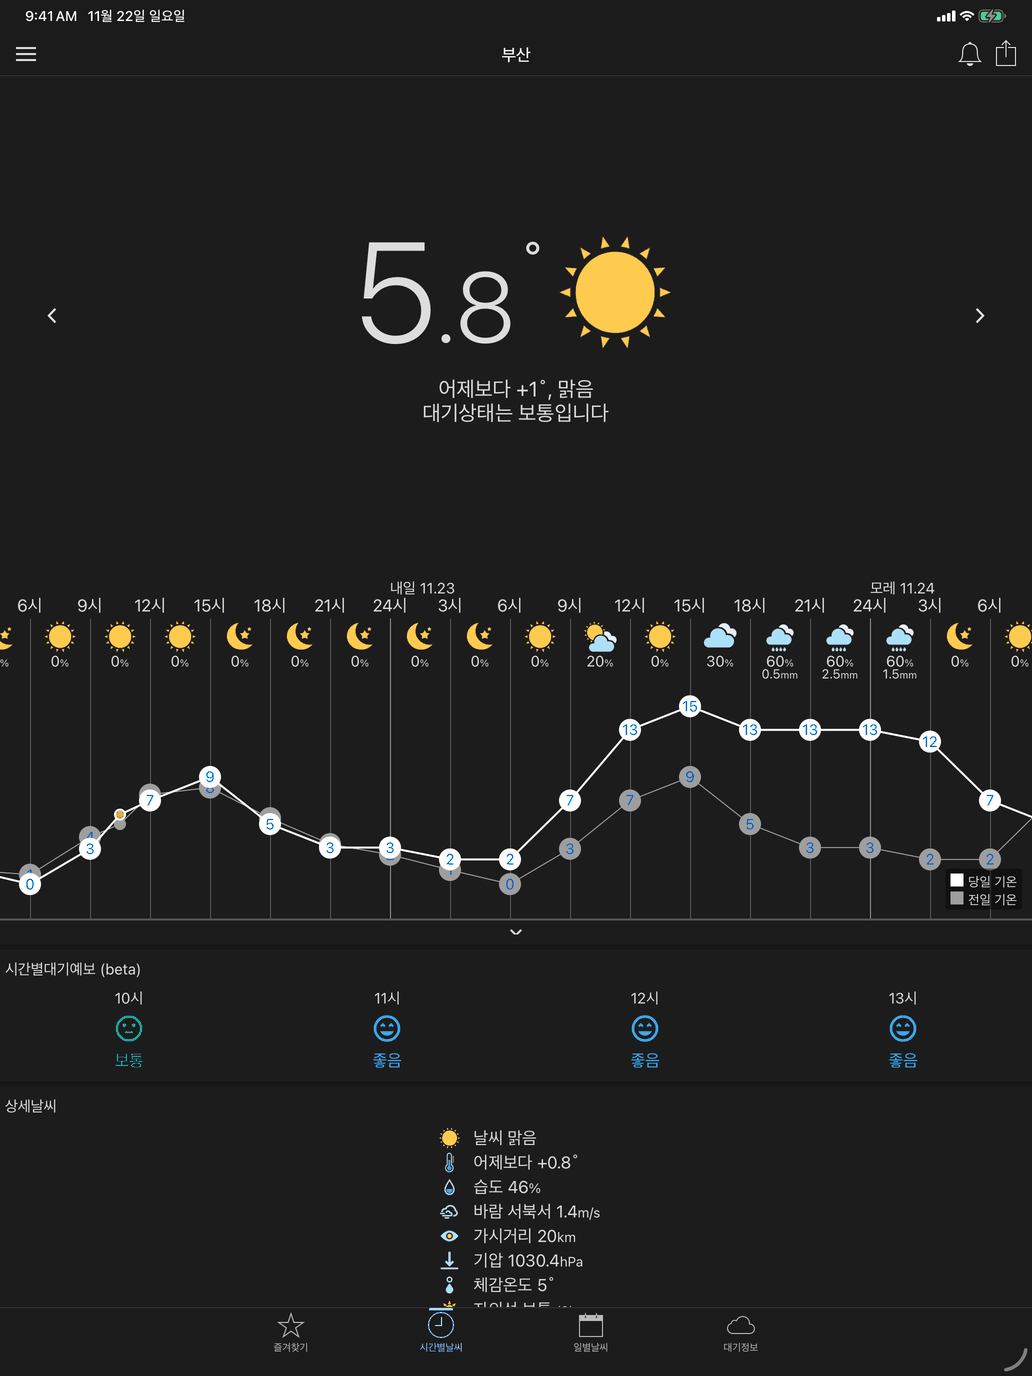 9:41 AM 11월 22일 일요일
부산
5.8°
어제보다 +1°, 맑음
대기상태는 보통입니다
내일 11.23 모레 11.24
6시 9시 12시 15시 18시 21시 24시 3시 6시 9시 12시 15시 18시 21시 24시 3시 6시
% 0% 0% 0% 0% 0% 0% 0% 0% 0% 20% 0% 30% 60% 60% 60% 0% 0%
0.5mm 2.5mm 1.5mm
0 3 7 9 5 3 3 2 2 7 13 15 13 13 13 12 7
4 8 1 0 3 7 9 5 3 3 2 2
당일 기온
전일 기온
시간별대기예보 (beta)
10시 11시 12시 13시
보통 좋음 좋음 좋음
상세날씨
날씨 맑음
어제보다 +0.8°
습도 46%
바람 서북서 1.4m/s
가시거리 20km
기압 1030.4hPa
체감온도 5°
즐겨찾기 시간별날씨 일별날씨 대기정보